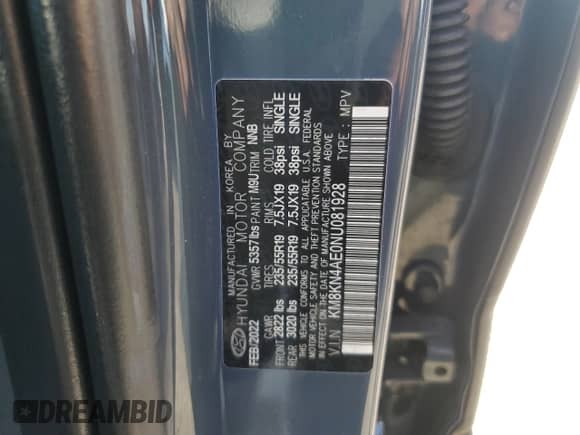 MANUFACTURED IN KOREA BY
HYUNDAI MOTOR COMPANY
FEB/2022 GVWR 5357 lbs PAINT M9U TRIM NNB
GAWR TIRES RIMS COLD TIRE INFL
FRONT 2822 lbs 235/55R19 7.5JX19 38psi SINGLE
REAR 3020 lbs 235/55R19 7.5JX19 38psi SINGLE
THIS VEHICLE CONFORMS TO ALL APPLICABLE U.S.A. FEDERAL
MOTOR VEHICLE SAFETY AND THEFT PREVENTION STANDARDS
IN EFFECT ON THE DATE OF MANUFACTURE SHOWN ABOVE
V.I.N: KM8KN4AE0NU081928 TYPE : MPV
DREAMBID